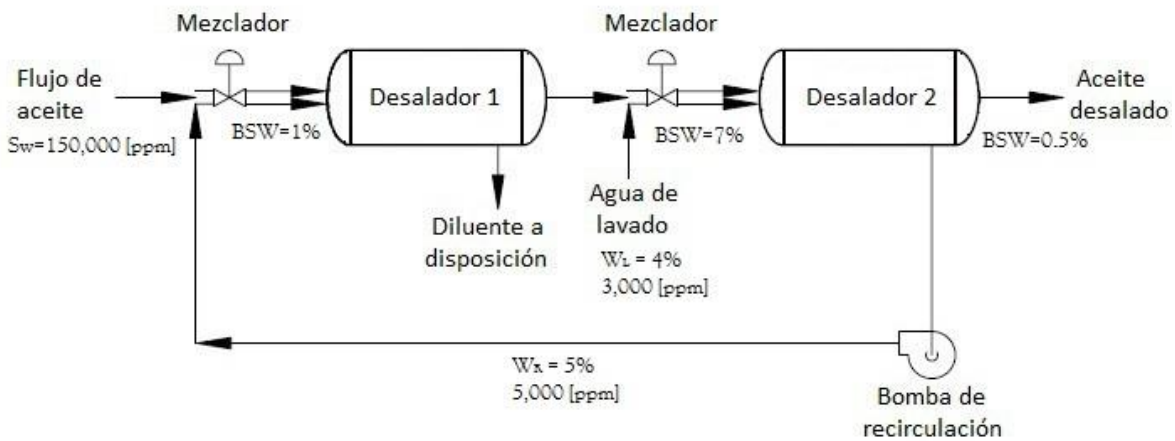 Mezclador
Mezclador
Flujo de
aceite
Sw=150,000 [ppm]
BSW=1%
Desalador 1
BSW=7%
Desalador 2
Aceite
desalado
BSW=0.5%
Diluente a
disposición
Agua de
lavado
WL = 4%
3,000 [ppm]
WR = 5%
5,000 [ppm]
Bomba de
recirculación